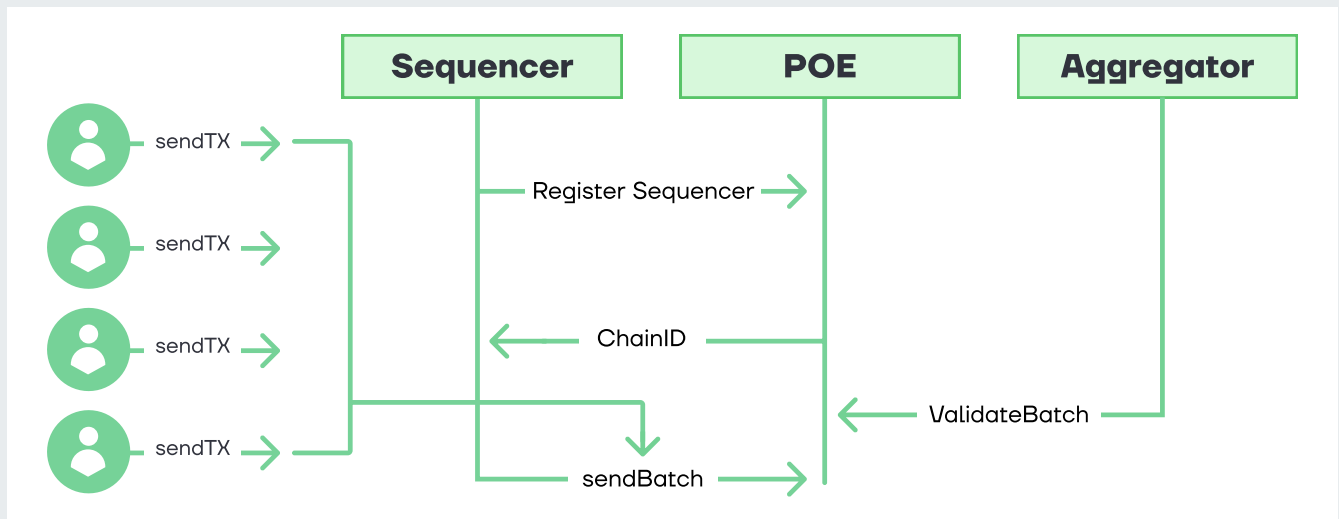 Sequencer
POE
Aggregator
sendTX
Register Sequencer
sendTX
sendTX
ChainID
ValidateBatch
sendTX
sendBatch